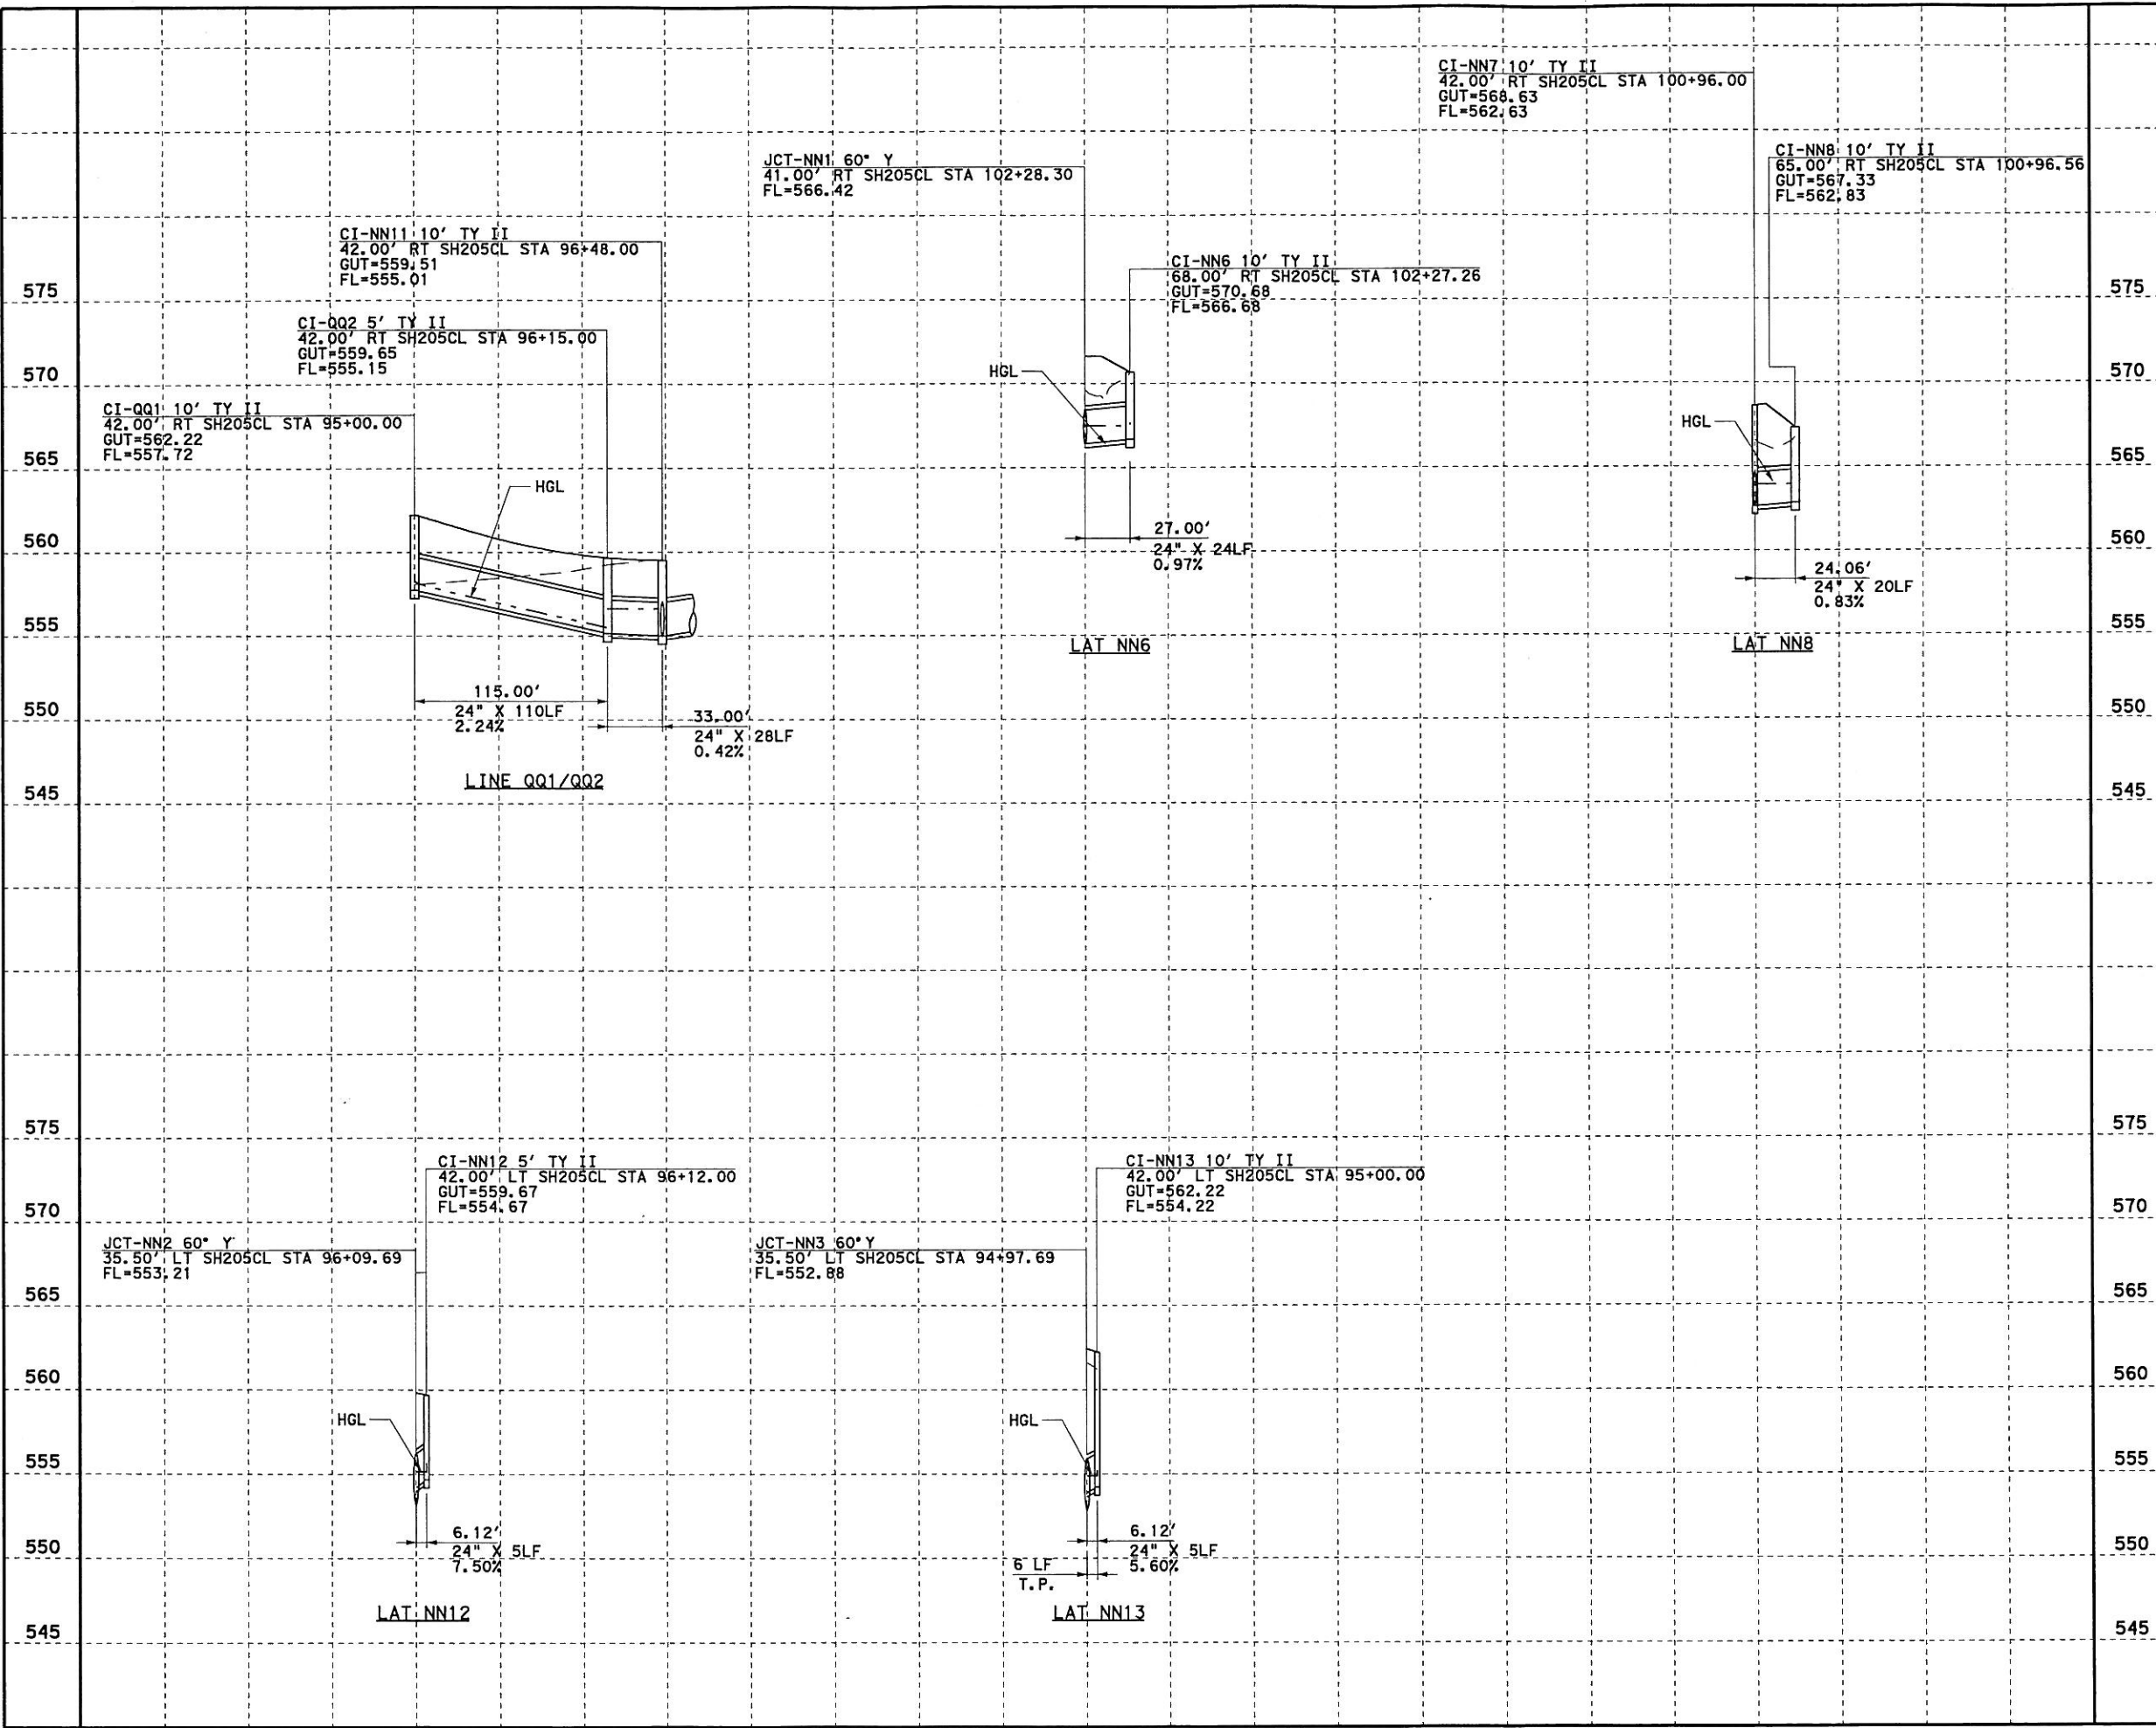 CI-NN7 10' TY II
42.00' RT SH205CL STA 100+96.00
GUT=568.63
FL=562.63
CI-NN8 10' TY II
65.00' RT SH205CL STA 100+96.56
GUT=567.33
FL=562.83
JCT-NN1 60° Y
41.00' RT SH205CL STA 102+28.30
FL=566.42
CI-NN11 10' TY II
42.00' RT SH205CL STA 96+48.00
GUT=559.51
FL=555.01
CI-NN6 10' TY II
68.00' RT SH205CL STA 102+27.26
GUT=570.68
FL=566.68
575
575
CI-QQ2 5' TY II
42.00' RT SH205CL STA 96+15.00
GUT=559.65
FL=555.15
570
HGL
570
CI-QQ1 10' TY II
42.00' RT SH205CL STA 95+00.00
GUT=562.22
FL=557.72
HGL
565
565
HGL
560
560
27.00'
24" X 24LF
0.97%
24.06'
24" X 20LF
0.83%
555
555
LAT NN6
LAT NN8
550
550
115.00'
24" X 110LF
2.24%
33.00'
24" X 28LF
0.42%
LINE QQ1/QQ2
545
545
575
575
CI-NN12 5' TY II
42.00' LT SH205CL STA 96+12.00
GUT=559.67
FL=554.67
CI-NN13 10' TY II
42.00' LT SH205CL STA 95+00.00
GUT=562.22
FL=554.22
570
570
JCT-NN2 60° Y
35.50' LT SH205CL STA 96+09.69
FL=553.21
JCT-NN3 60° Y
35.50' LT SH205CL STA 94+97.69
FL=552.88
565
565
560
560
HGL
HGL
555
555
550
550
6.12'
24" X 5LF
7.50%
6.12'
24" X 5LF
5.60%
6 LF
T.P.
LAT NN12
LAT NN13
545
545